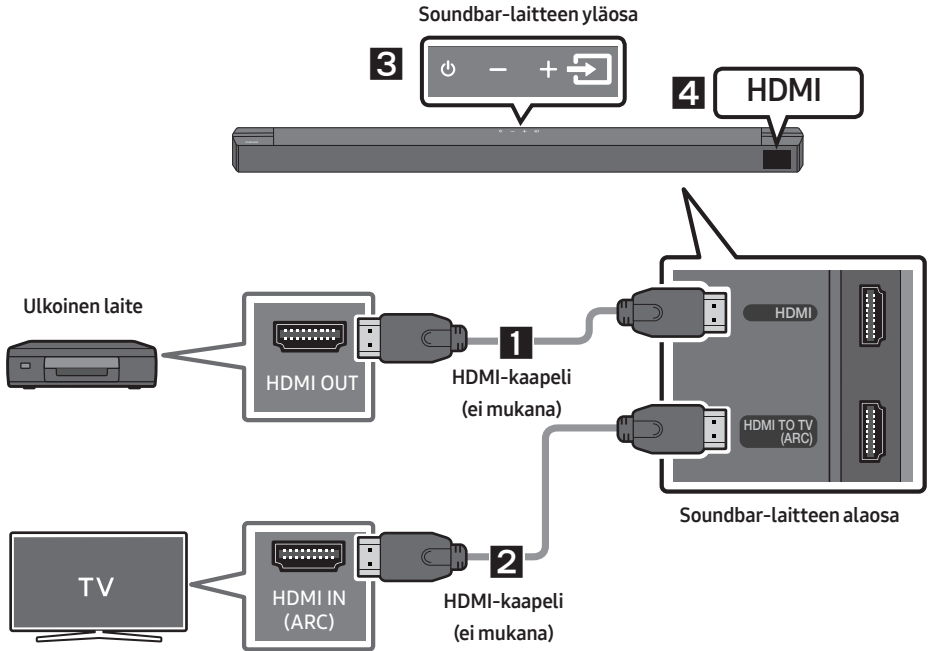 Soundbar-laitteen yläosa
3
4
HDMI
Ulkoinen laite
HDMI OUT
1
HDMI-kaapeli
(ei mukana)
HDMI
HDMI TO TV
(ARC)
Soundbar-laitteen alaosa
TV
HDMI IN
(ARC)
2
HDMI-kaapeli
(ei mukana)